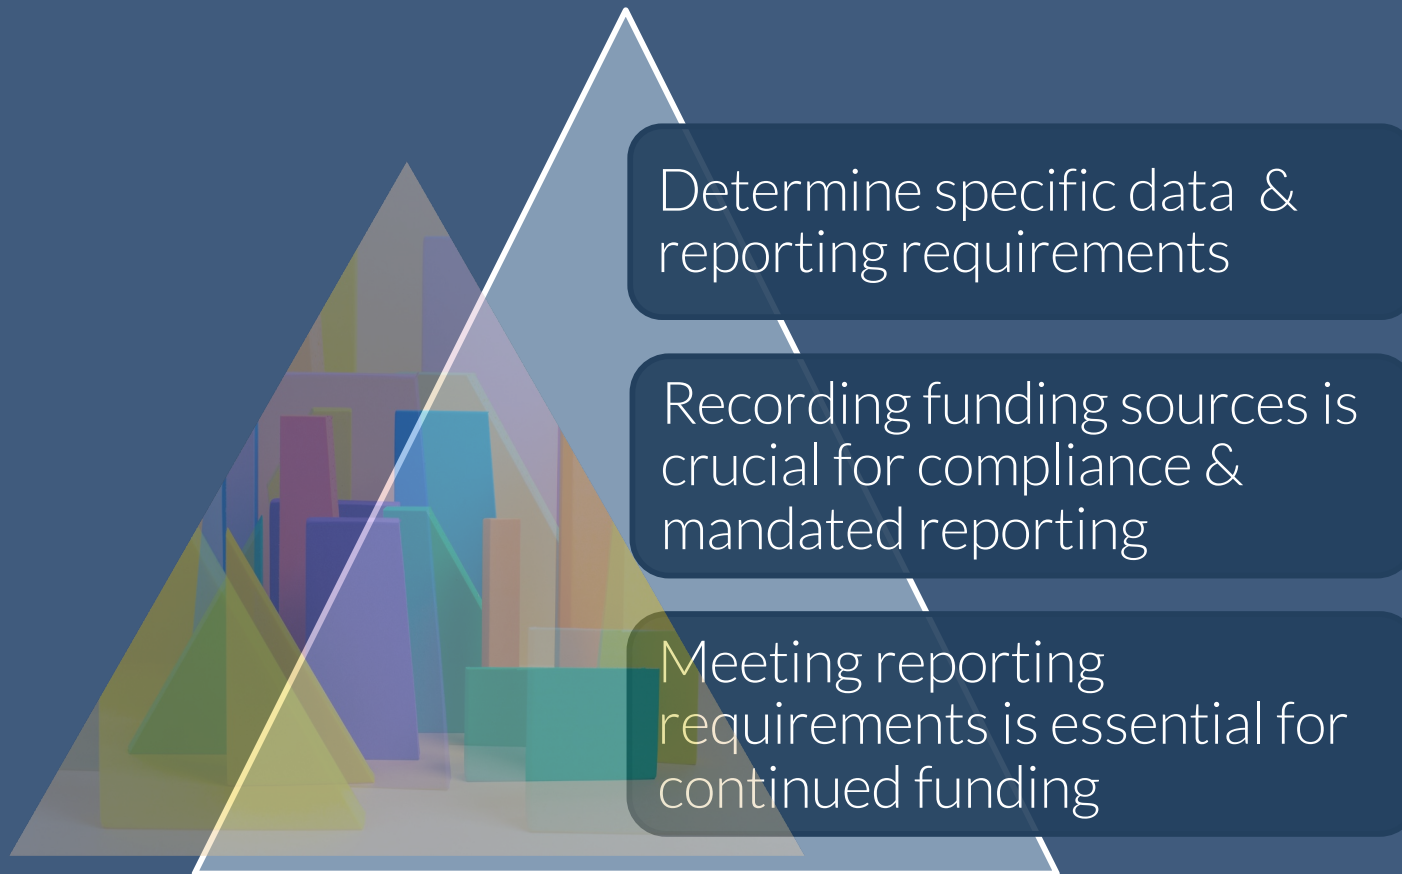 Determine specific data  &
reporting requirements
Recording funding sources is
crucial for compliance &
mandated reporting
Meeting reporting
requirements is essential for
continued funding